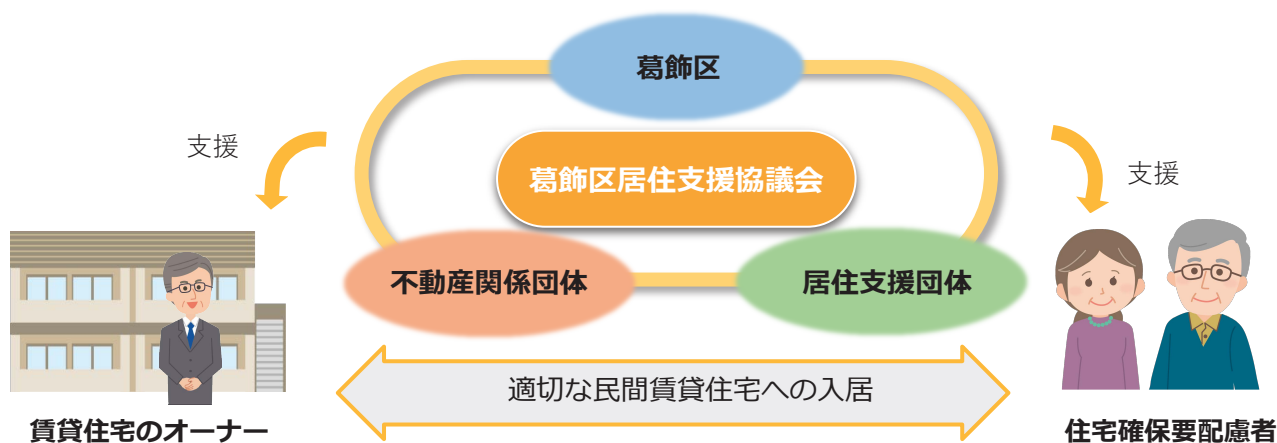 葛飾区
支援
葛飾区居住支援協議会
支援
不動産関係団体
居住支援団体
適切な民間賃貸住宅への入居
賃貸住宅のオーナー
住宅確保要配慮者